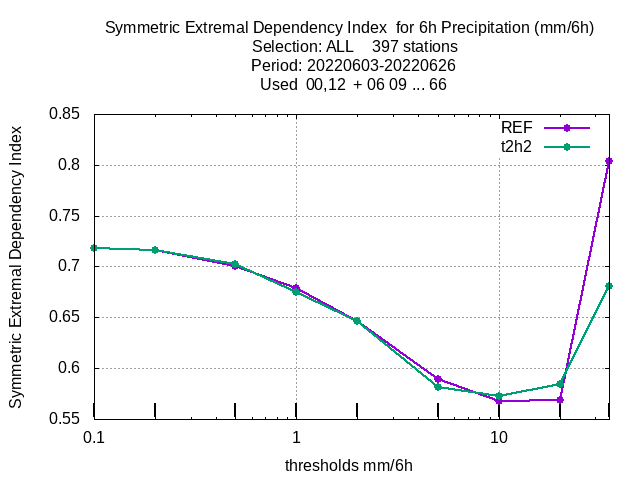 Symmetric Extremal Dependency Index  for 6h Precipitation (mm/6h)
Selection: ALL    397 stations
Period: 20220603-20220626
Used  00,12  + 06 09 ... 66
Symmetric Extremal Dependency Index
0.85
0.8
0.75
0.7
0.65
0.6
0.55
REF
t2h2
0.1
1
10
thresholds mm/6h